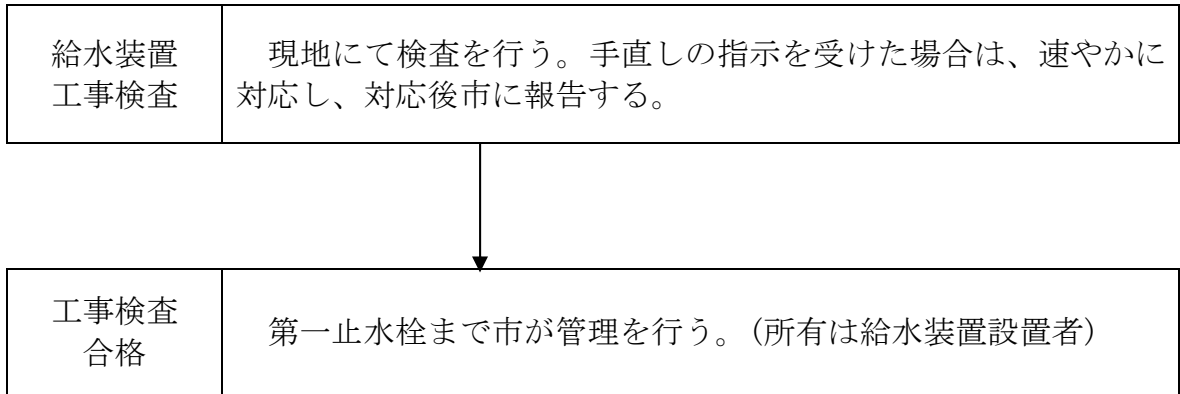 給水装置
工事検査
現地にて検査を行う。手直しの指示を受けた場合は、速やかに
対応し、対応後市に報告する。
工事検査
合格
第一止水栓まで市が管理を行う。(所有は給水装置設置者)